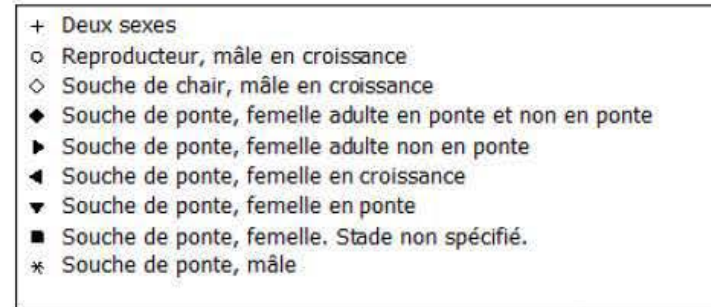 Deux sexes
Reproducteur, mâle en croissance
Souche de chair, mâle en croissance
Souche de ponte, femelle adulte en ponte et non en ponte
Souche de ponte, femelle adulte non en ponte
Souche de ponte, femelle en croissance
Souche de ponte, femelle en ponte
Souche de ponte, femelle. Stade non spécifié.
Souche de ponte, mâle